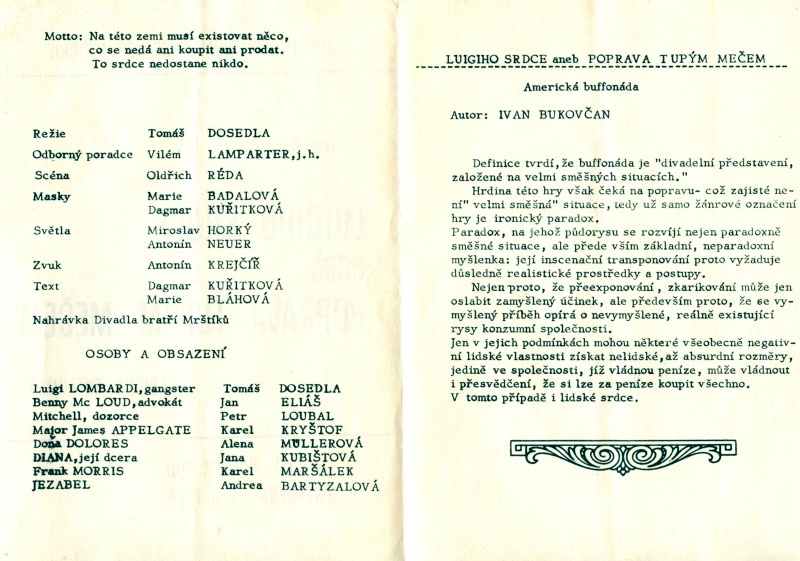 Motto: Na této zemi musí existovat něco,
co se nedá ani koupit ani prodat.
To srdce nedostane nikdo.
Režie Tomáš DOSEDLA
Odborný poradce Vilém LAMPARTER,j.h.
Scéna Oldřich RÉDA
Masky Marie BADALOVÁ
Dagmar KUŘITKOVÁ
Světla Miroslav HORKÝ
Antonín NEUER
Zvuk Antonín KREJČÍŘ
Text Dagmar KUŘITKOVÁ
Marie BLÁHOVÁ
Nahrávka Divadla bratří Mrštíků
OSOBY A OBSAZENÍ
Luigi LOMBARDI,gangster Tomáš DOSEDLA
Benny Mc LOUD,advokát Jan ELIÁŠ
Mitchell, dozorce Petr LOUBAL
Major James APPELGATE Karel KRYŠTOF
Doňa DOLORES Alena MULLEROVÁ
DIANA,její dcera Jana KUBIŠTOVÁ
Frank MORRIS Karel MARŠÁLEK
JEZABEL Andrea BARTYZALOVÁ
LUIGIHO SRDCE aneb POPRAVA TUPÝM MEČEM
Americká buffonáda
Autor: IVAN BUKOVČAN
Definice tvrdí,že buffonáda je "divadelní představení,
založené na velmi směšných situacích."
Hrdina této hry však čeká na popravu- což zajisté ne-
ní" velmi směšná" situace, tedy už samo žánrové označení
hry je ironický paradox.
Paradox, na jehož půdorysu se rozvíjí nejen paradoxně
směšné situace, ale přede vším základní, neparadoxní
myšlenka: její inscenační transponování proto vyžaduje
důsledně realistické prostředky a postupy.
Nejen proto, že přeexponování , zkarikování může jen
oslabit zamyšlený účinek, ale především proto, že se vy-
myšlený příběh opírá o nevymyšlené, reálně existující
rysy konzumní společnosti.
Jen v jejich podmínkách mohou některé všeobecně negativ-
ní lidské vlastnosti získat nelidské,až absurdní rozměry,
jedině ve společnosti, jíž vládnou peníze, může vládnout
i přesvědčení, že si lze za peníze koupit všechno.
V tomto případě i lidské srdce.